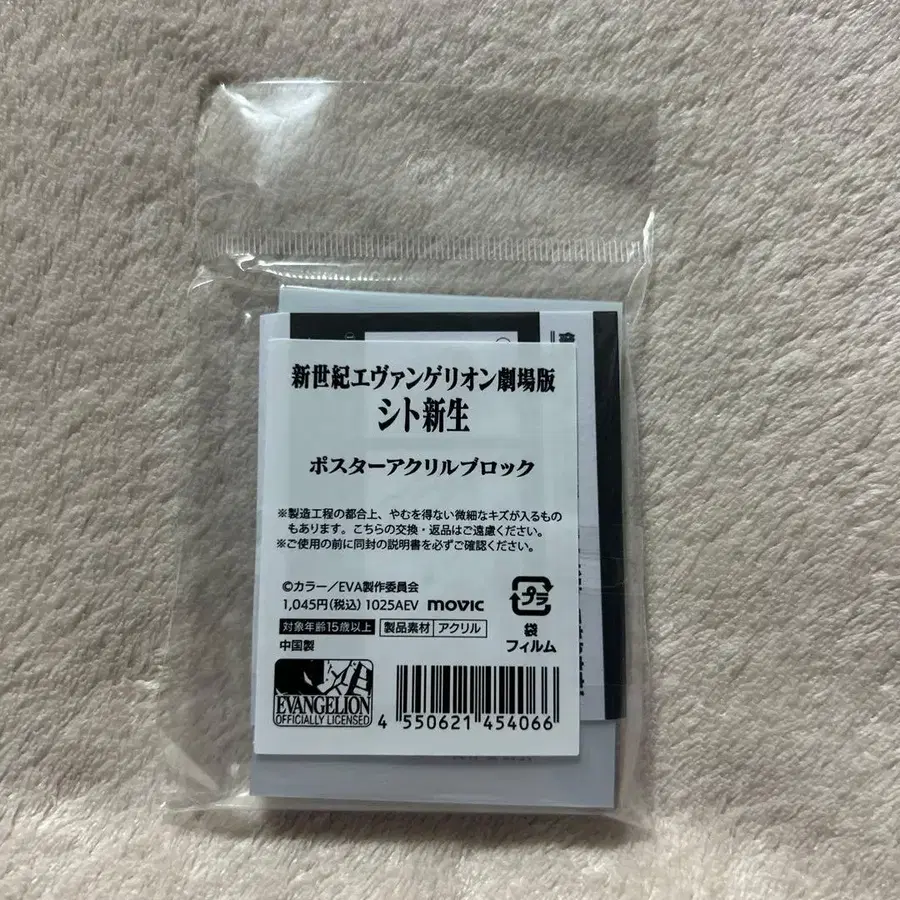 新世紀エヴァンゲリオン劇場版
シト新生
ポスターアクリルブロック
※製造工程の都合上、やむを得ない微細なキズが入るもの
もあります。こちらの交換・返品はご遠慮ください。
※ご使用の前に同封の説明書を必ずご確認ください。
©カラー/EVA製作委員会
1,045円(税込) 1025AEV movic
対象年齢15歳以上 製品素材 アクリル
中国製
プラ
袋
フィルム
EVANGELION
OFFICIALLY LICENSED
4 550621 454066